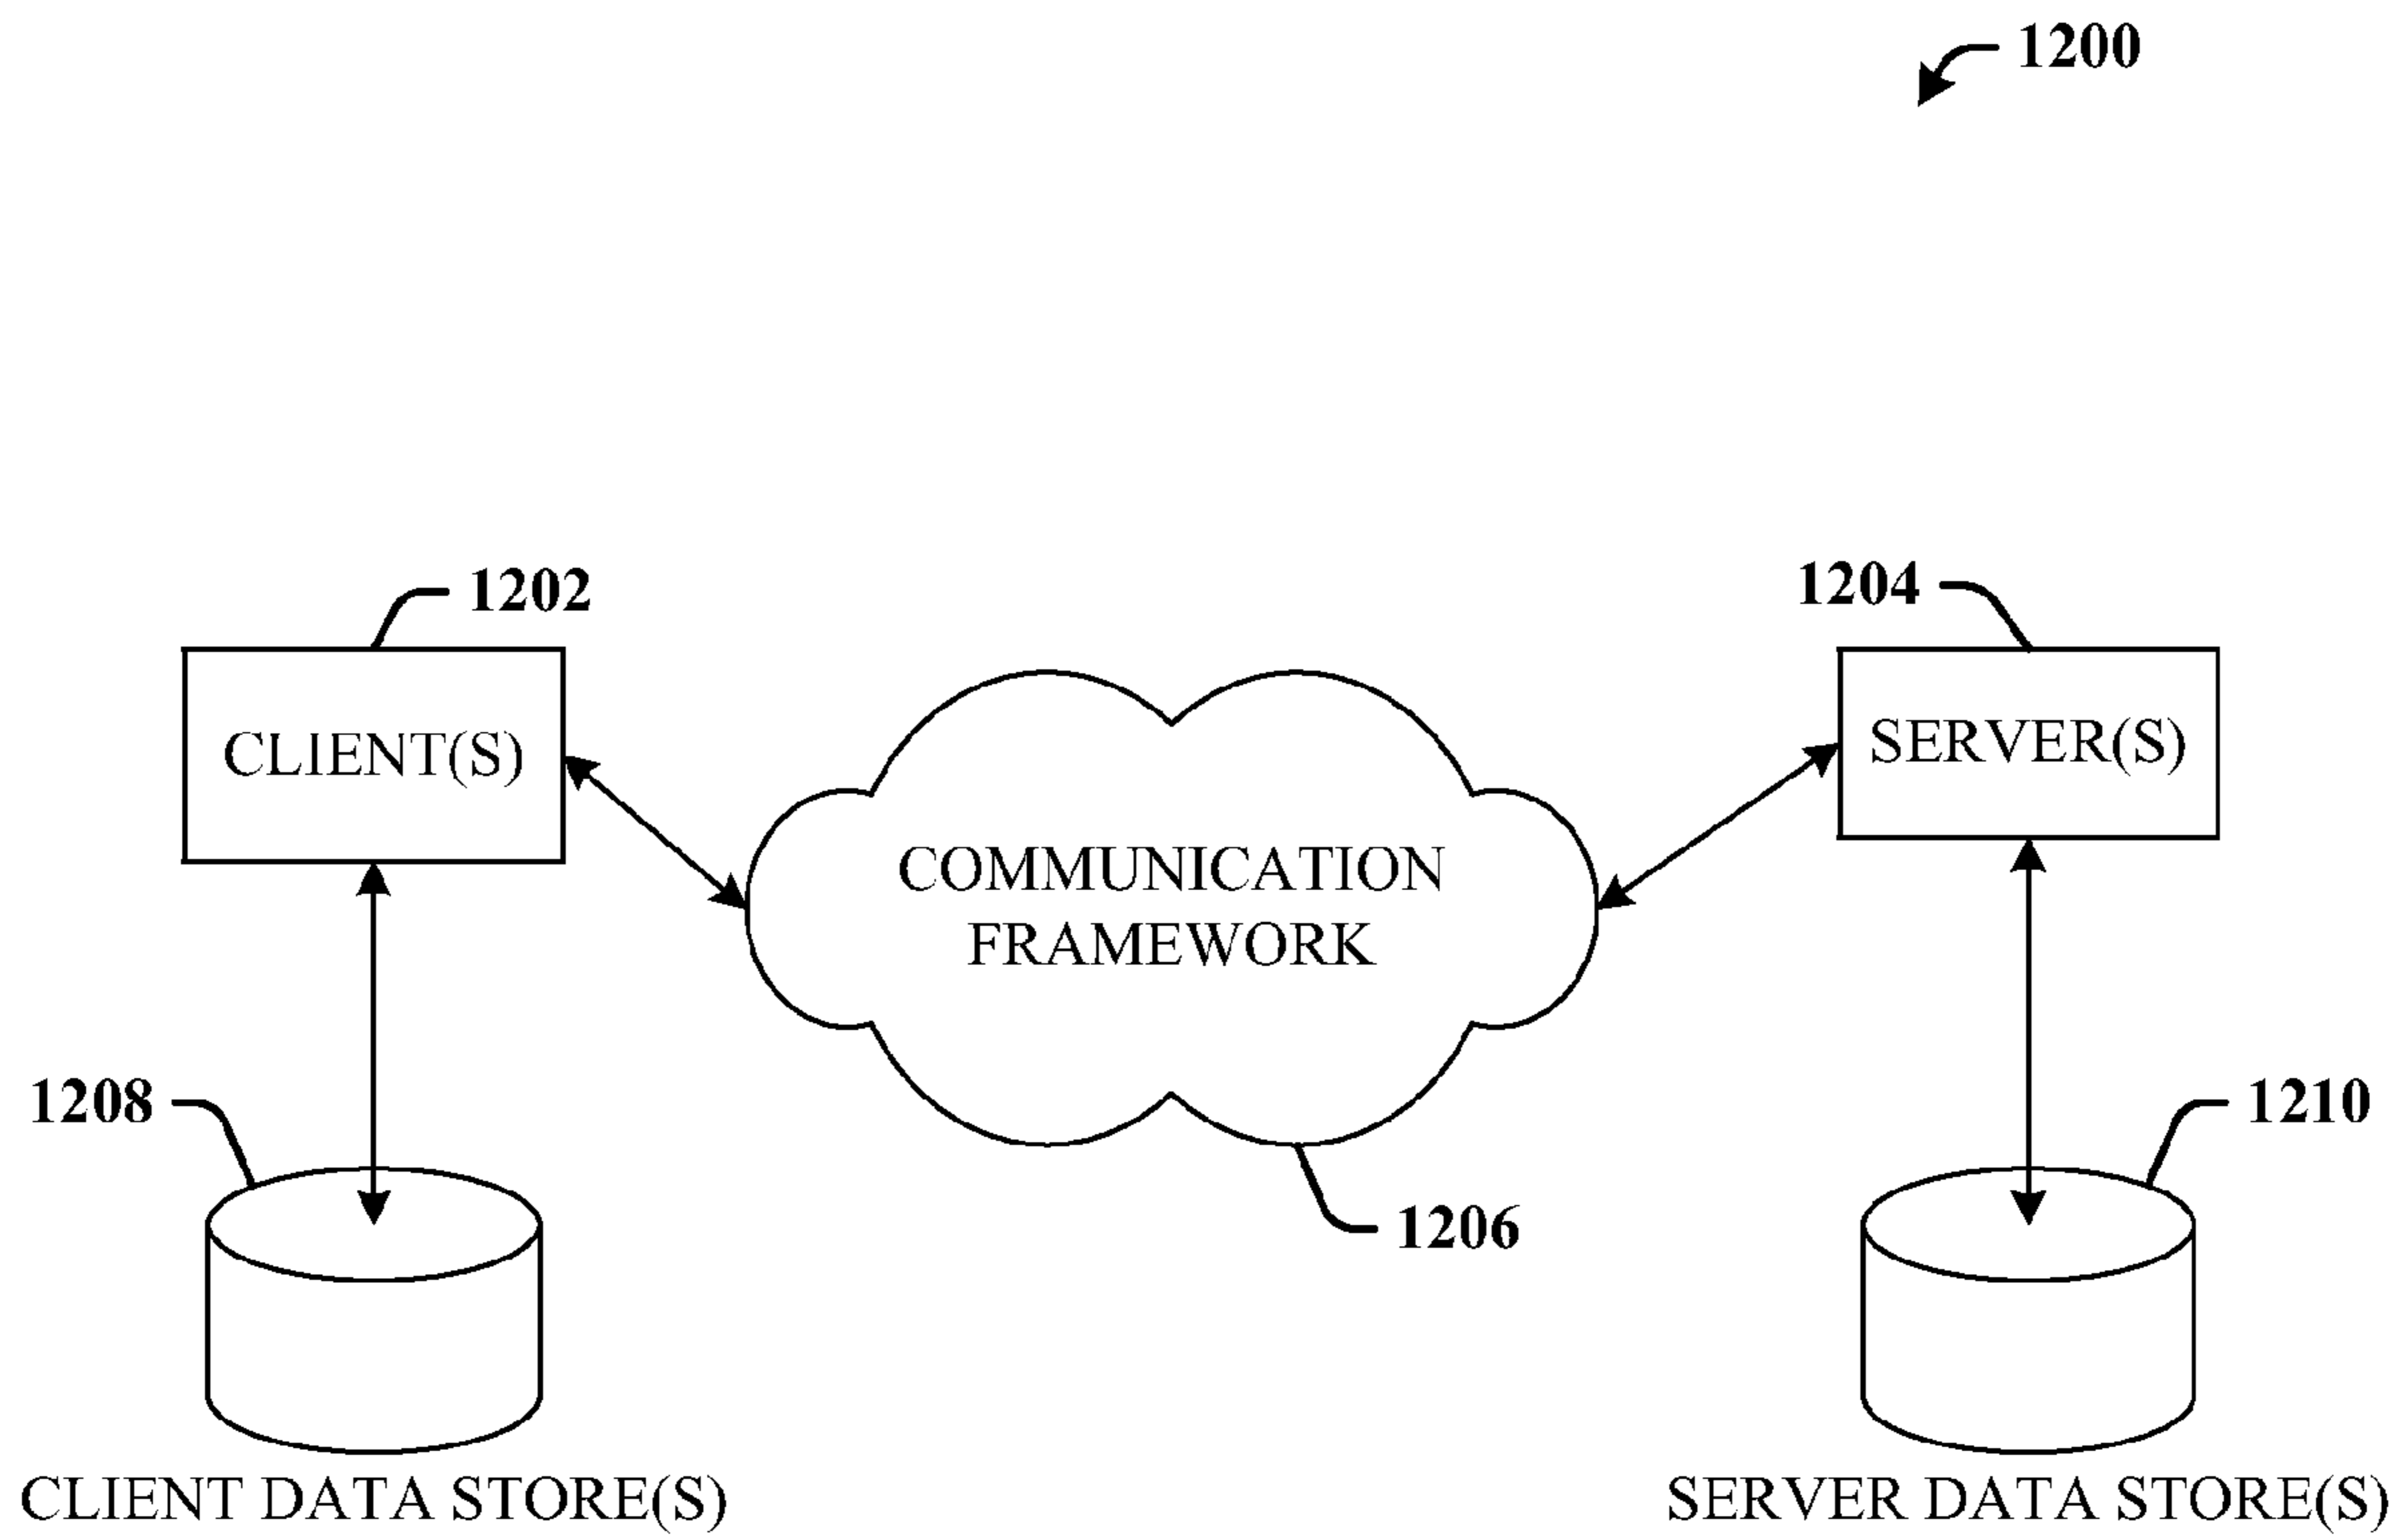 1200
1202
1204
CLIENT(S)
SERVER(S)
COMMUNICATION
FRAMEWORK
1208
1210
1206
CLIENT DATA STORE(S)
SERVER DATA STORE(S)